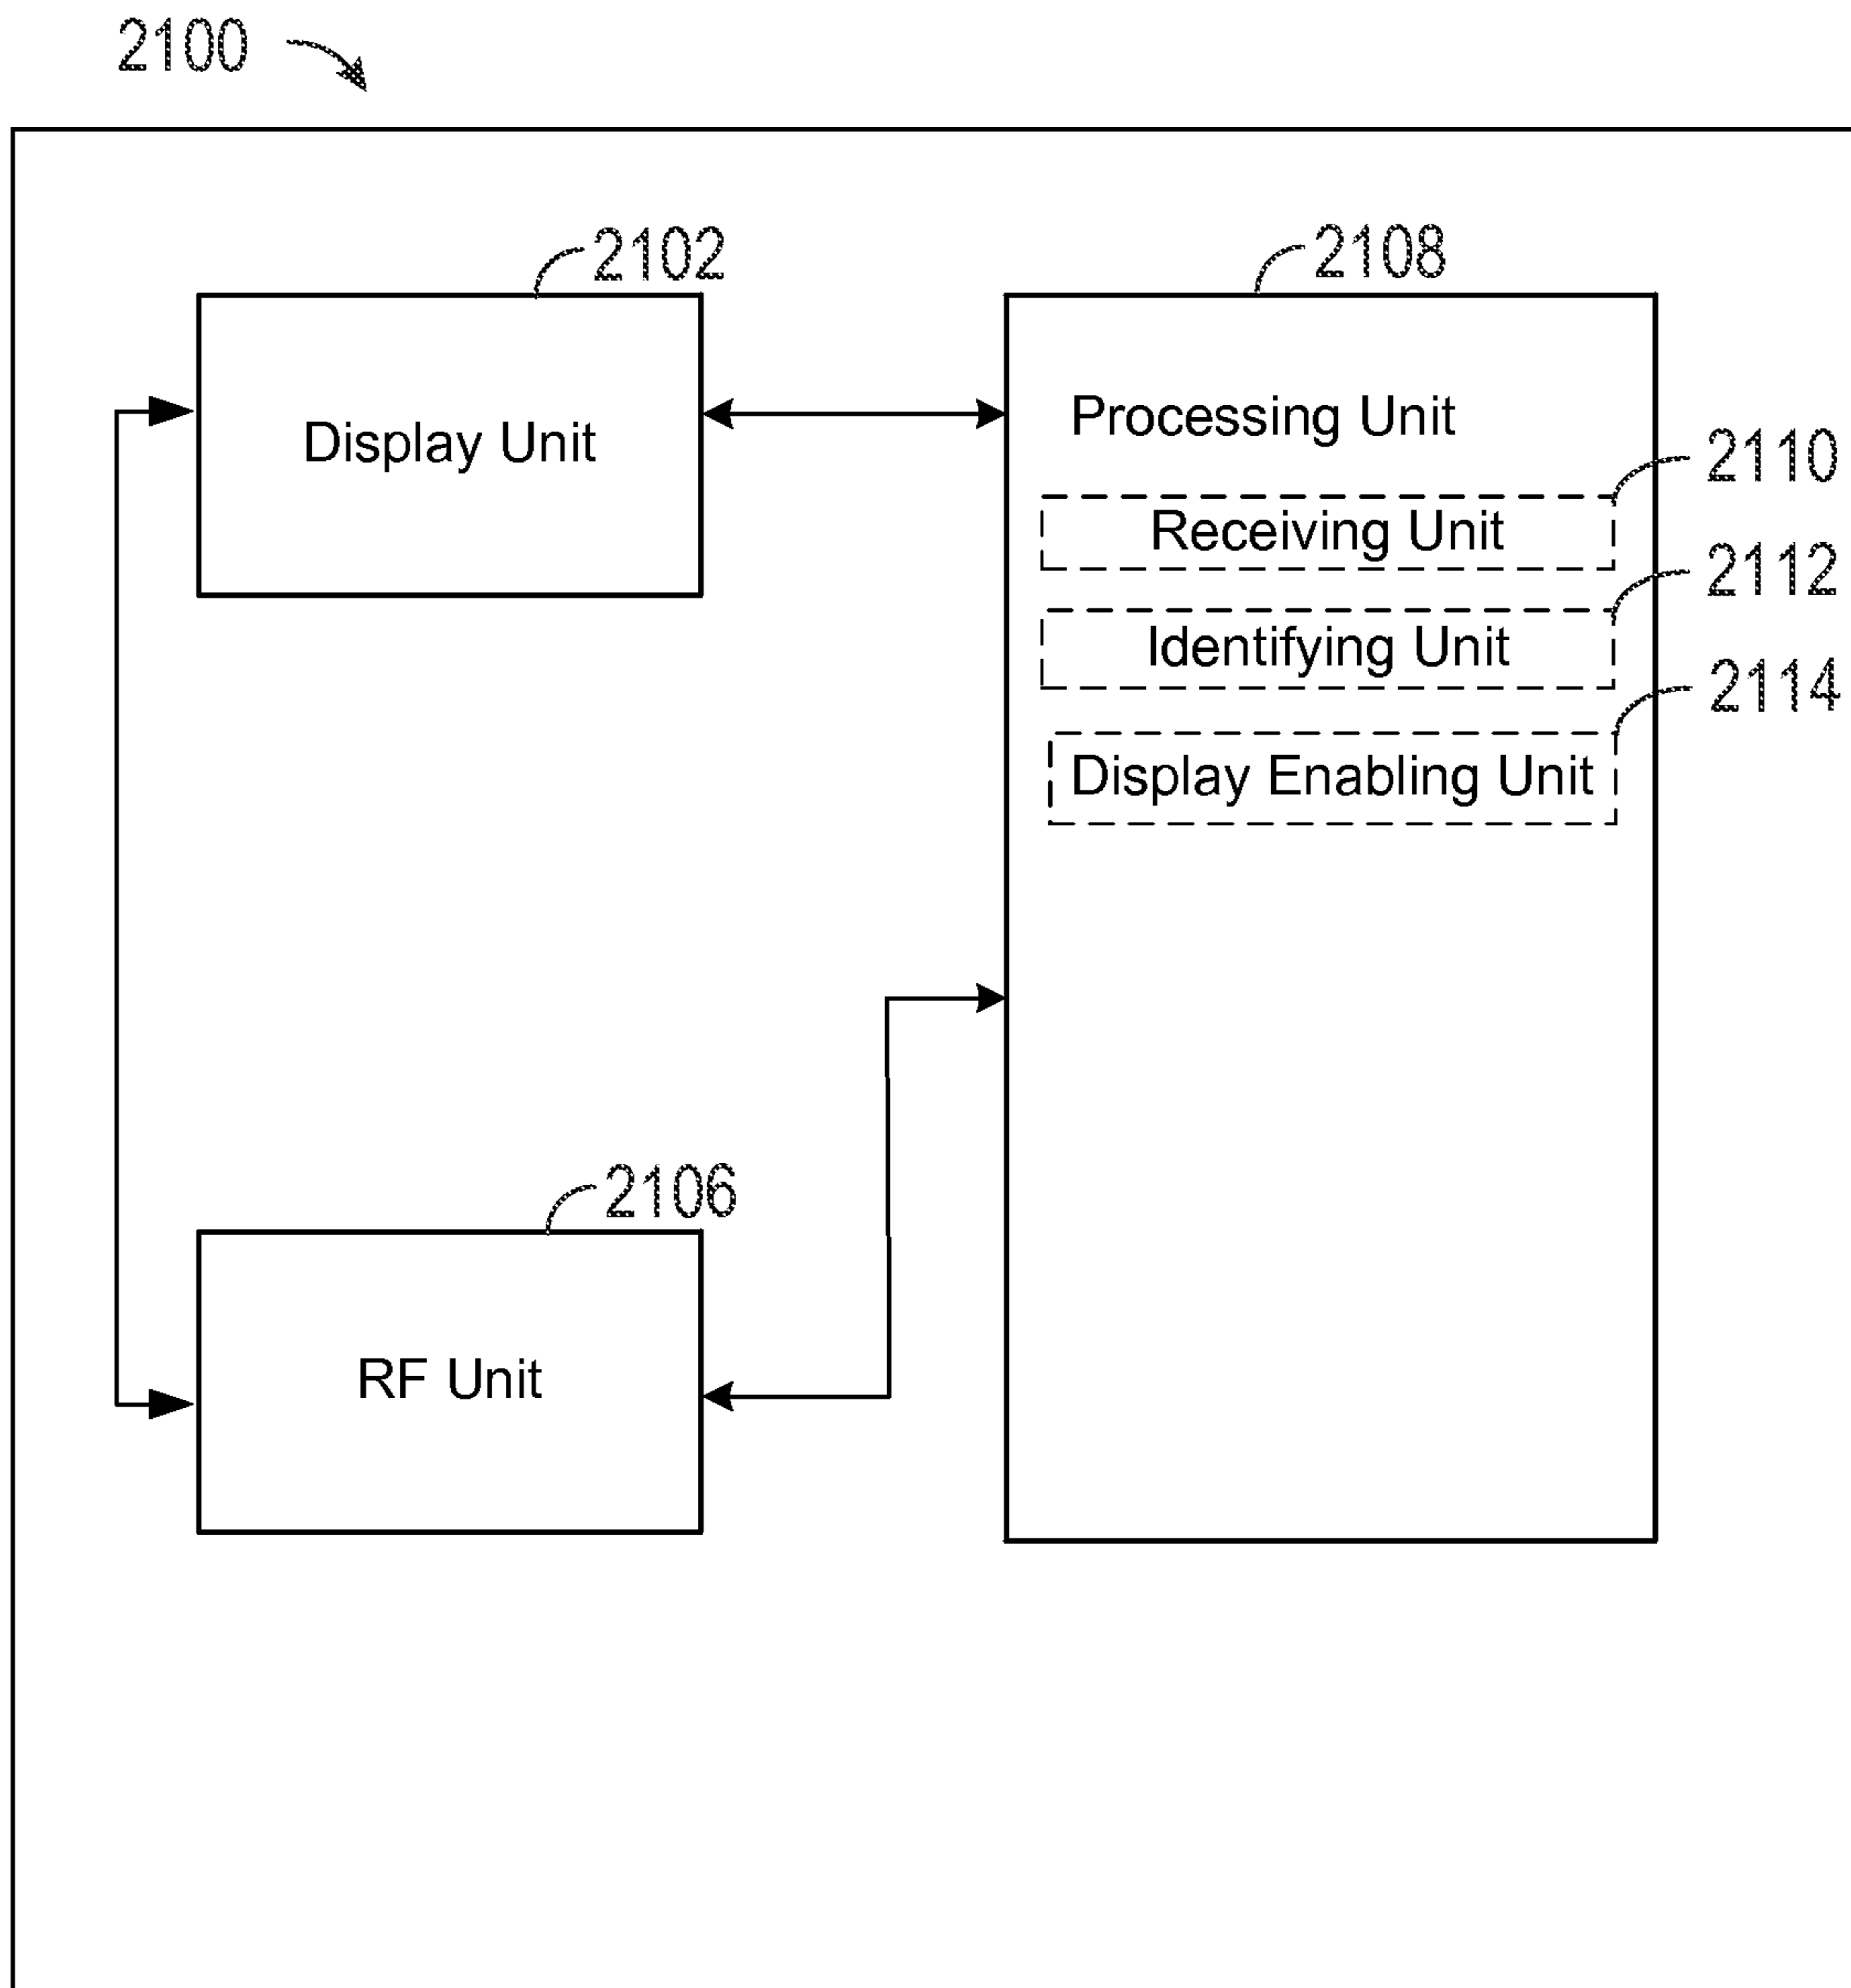 2100
2102
2108
Display Unit
Processing Unit
2110
Receiving Unit
2112
Identifying Unit
2114
Display Enabling Unit
2106
RF Unit